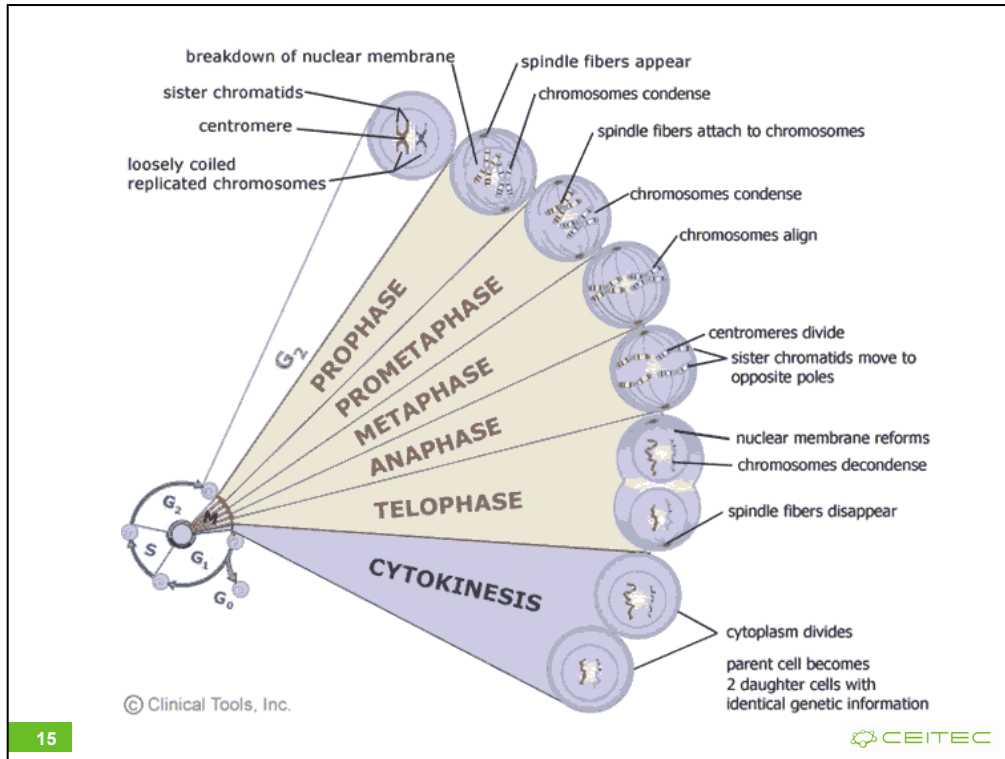 breakdown of nuclear membrane
sister chromatids
centromere
loosely coiled
replicated chromosomes
spindle fibers appear
chromosomes condense
spindle fibers attach to chromosomes
chromosomes condense
chromosomes align
centromeres divide
sister chromatids move to
opposite poles
nuclear membrane reforms
chromosomes decondense
spindle fibers disappear
cytoplasm divides
parent cell becomes
2 daughter cells with
identical genetic information
G2
PROPHASE
PROMETAPHASE
METAPHASE
ANAPHASE
TELOPHASE
CYTOKINESIS
G2
M
S
G1
G0
© Clinical Tools, Inc.
15
CEITEC